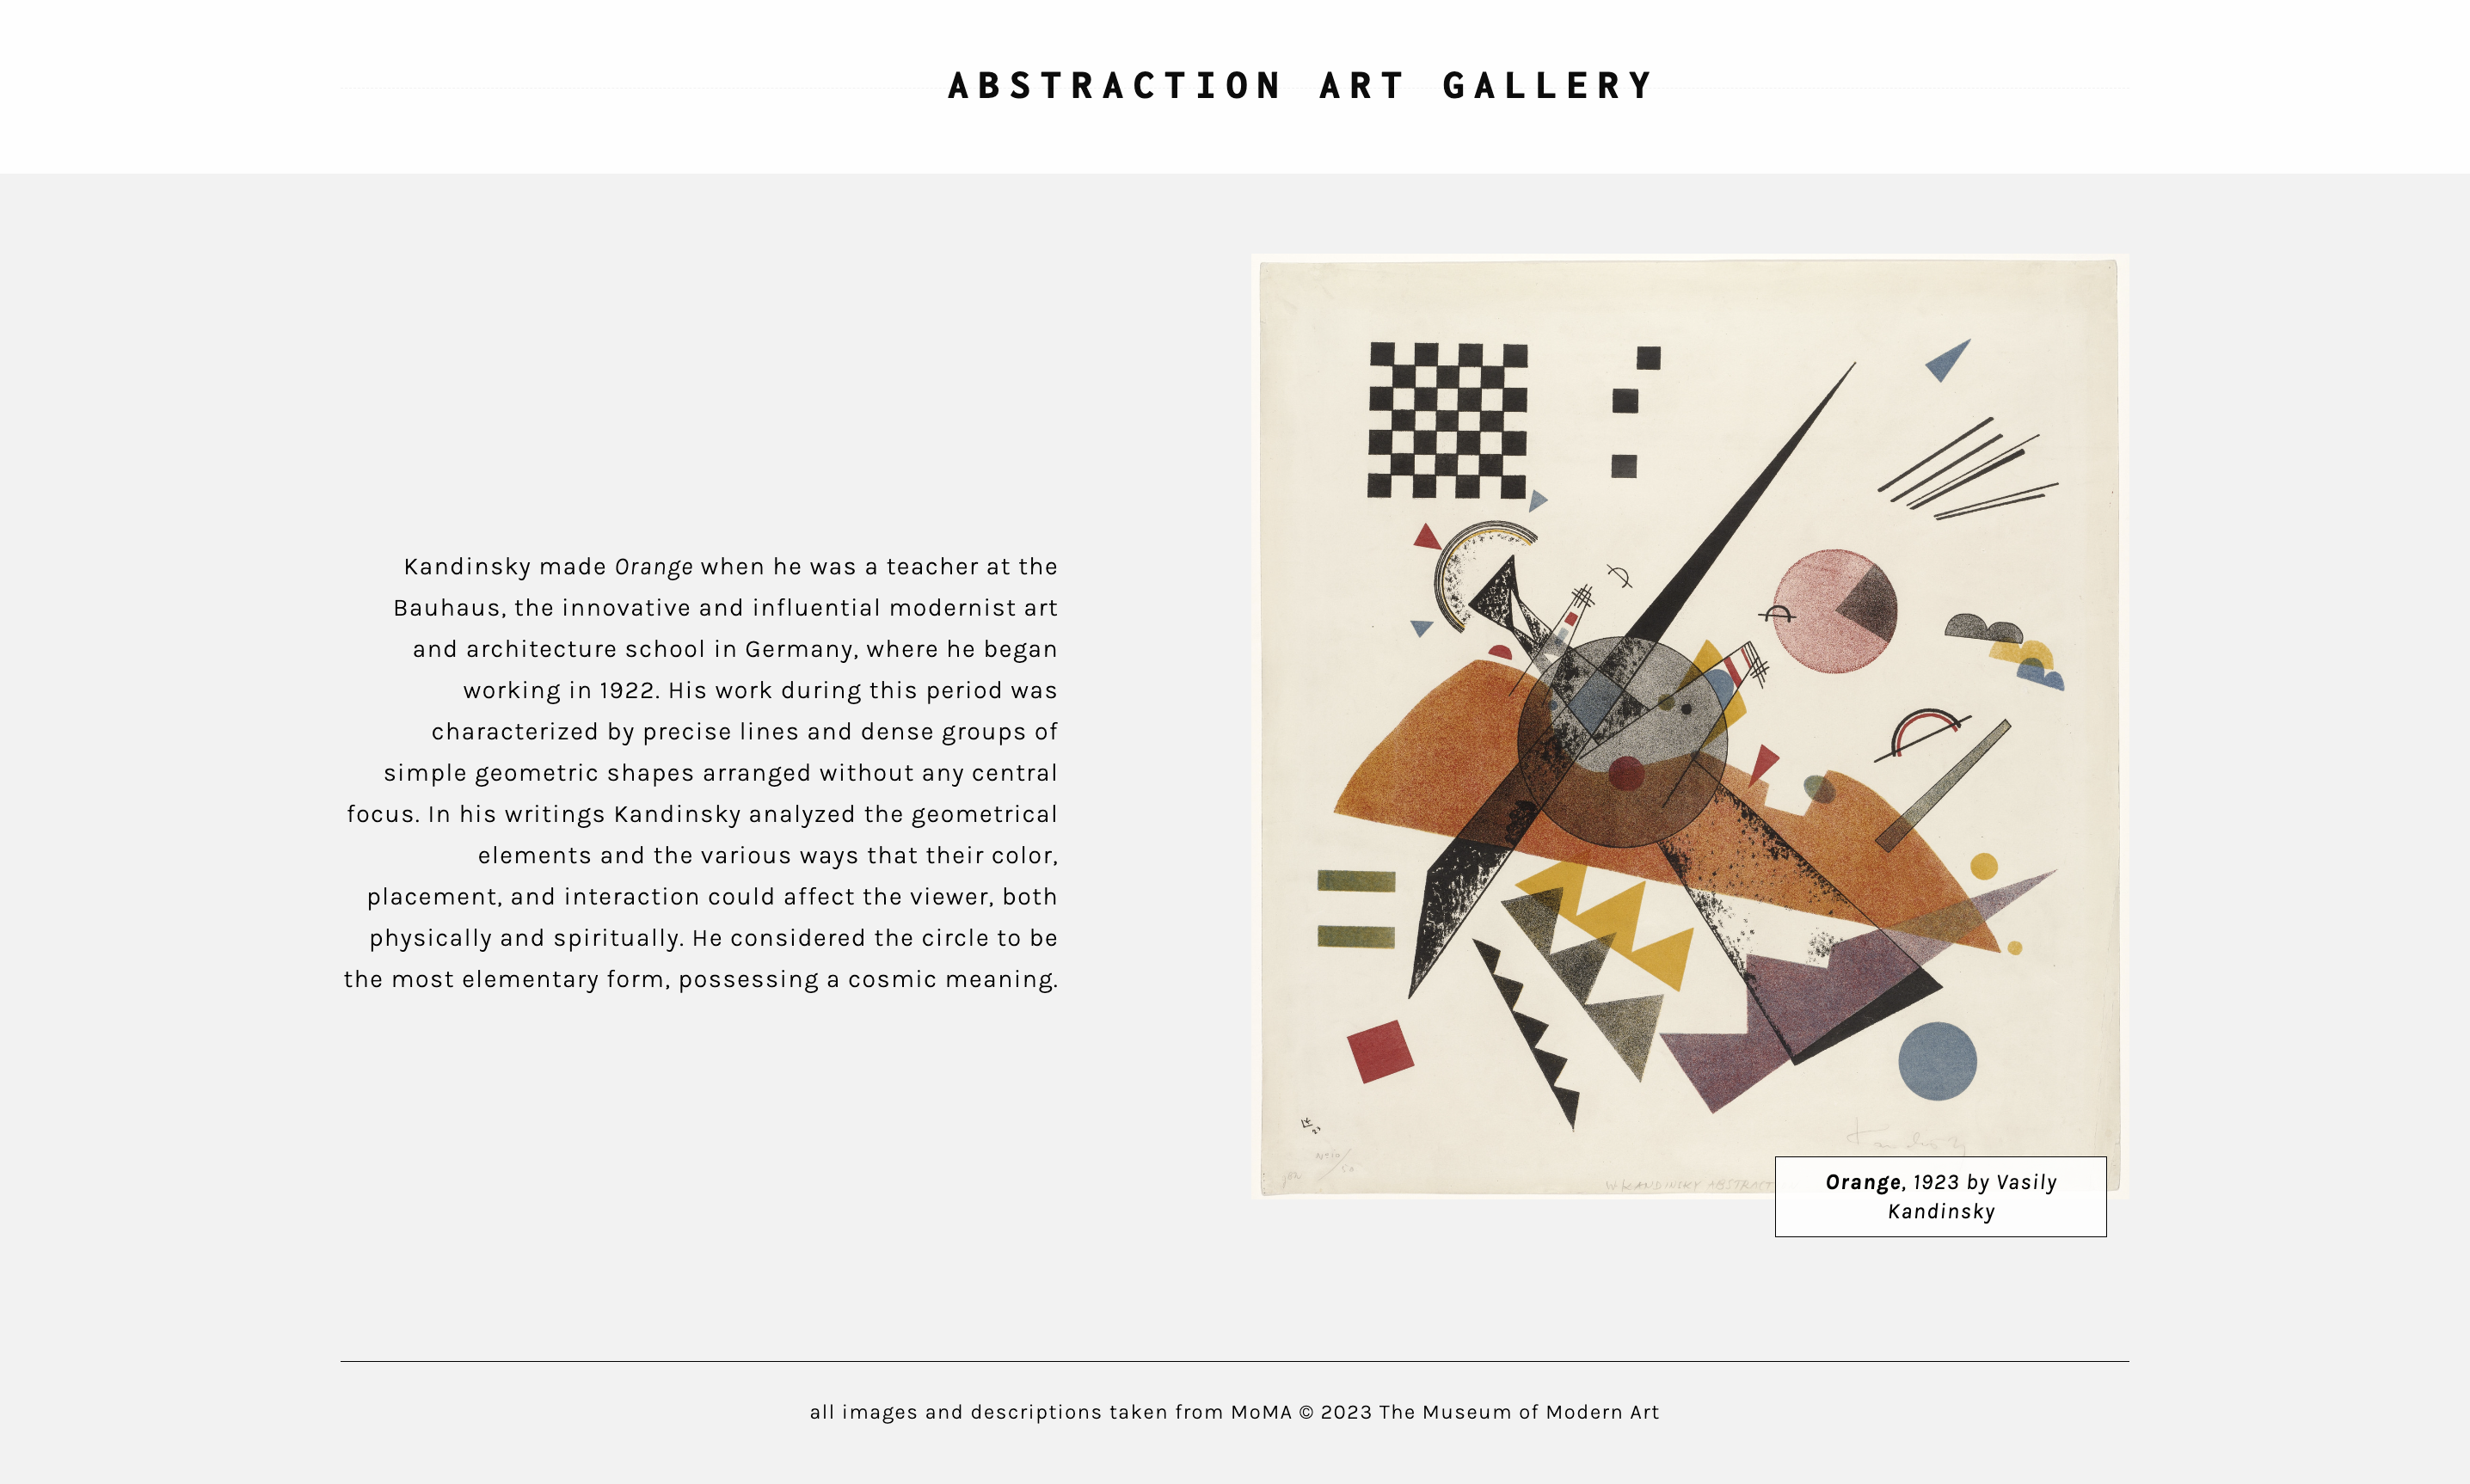 ABSTRACTION ART GALLERY
Kandinsky made Orange when he was a teacher at the
Bauhaus, the innovative and influential modernist art
and architecture school in Germany, where he began
working in 1922. His work during this period was
characterized by precise lines and dense groups of
simple geometric shapes arranged without any central
focus. In his writings Kandinsky analyzed the geometrical
elements and the various ways that their color,
placement, and interaction could affect the viewer, both
physically and spiritually. He considered the circle to be
the most elementary form, possessing a cosmic meaning.
W KANDINSKY ABSTRACT
Orange, 1923 by Vasily
Kandinsky
all images and descriptions taken from MoMA © 2023 The Museum of Modern Art